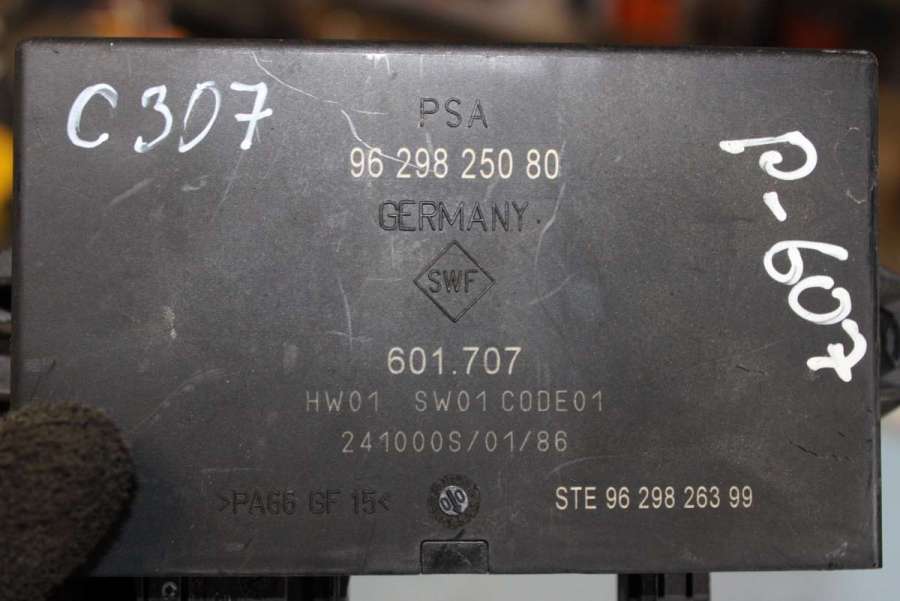 C307
PSA
96 298 250 80
GERMANY
SWF
601.707
HW01 SW01 CODE01
241000S/01/86
>PA66 GF 15<
STE 96 298 263 99
P-607